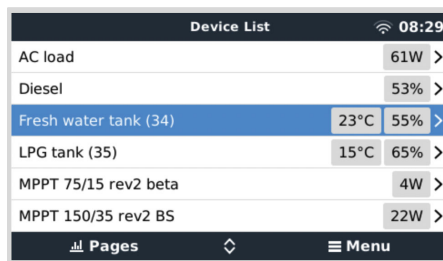 Device List 08:29
AC load 61W
Diesel 53%
Fresh water tank (34) 23°C 55%
LPG tank (35) 15°C 65%
MPPT 75/15 rev2 beta 4W
MPPT 150/35 rev2 BS 22W
Pages Menu